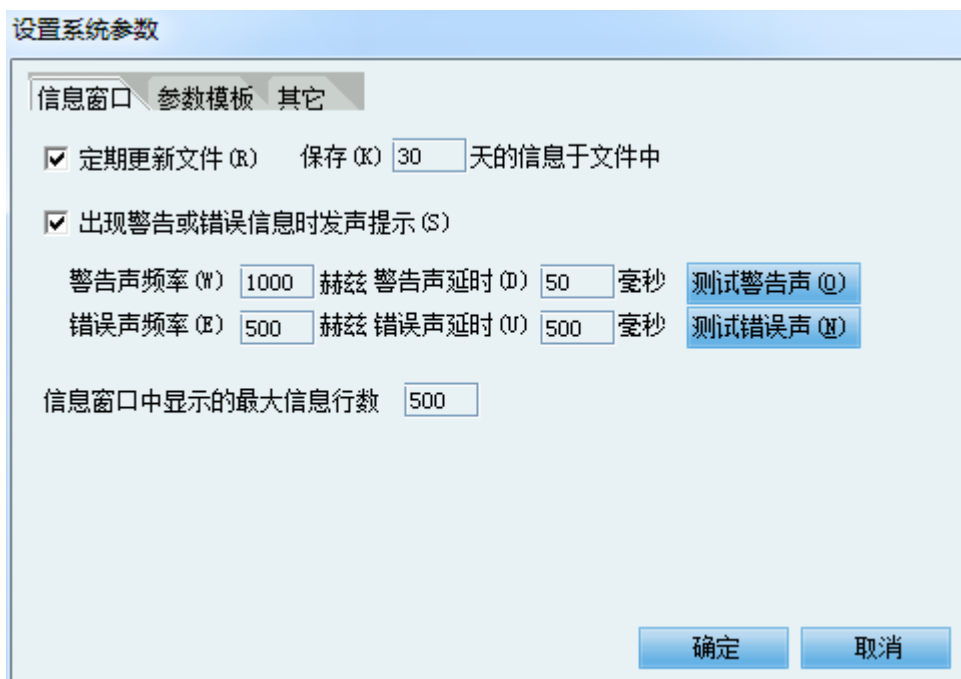 设置系统参数
信息窗口 参数模板 其它
定期更新文件(R) 保存(K) 30 天的信息于文件中
出现警告或错误信息时发声提示(S)
警告声频率(W) 1000 赫兹 警告声延时(D) 50 毫秒 测试警告声(O)
错误声频率(E) 500 赫兹 错误声延时(U) 500 毫秒 测试错误声(N)
信息窗口中显示的最大信息行数 500
确定 取消